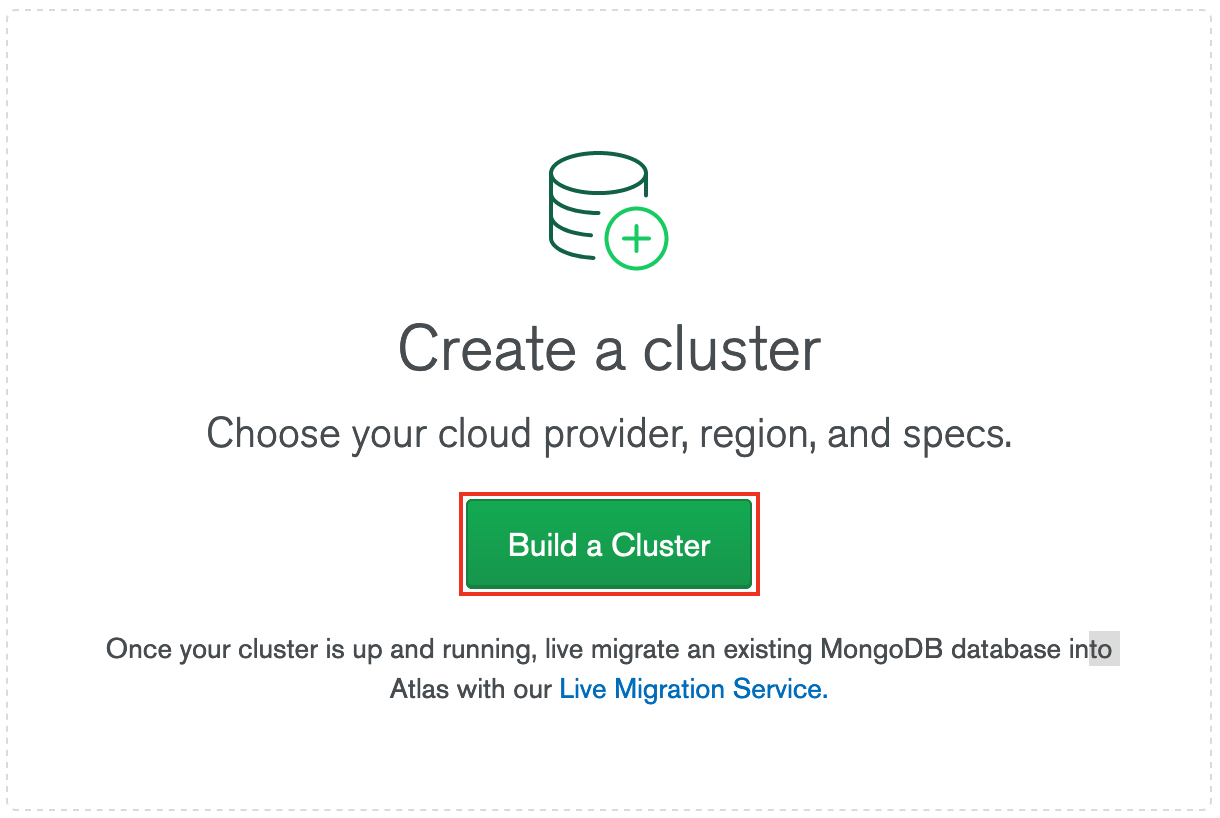 Create a cluster
Choose your cloud provider, region, and specs.
Build a Cluster
Once your cluster is up and running, live migrate an existing MongoDB database into
Atlas with our Live Migration Service.